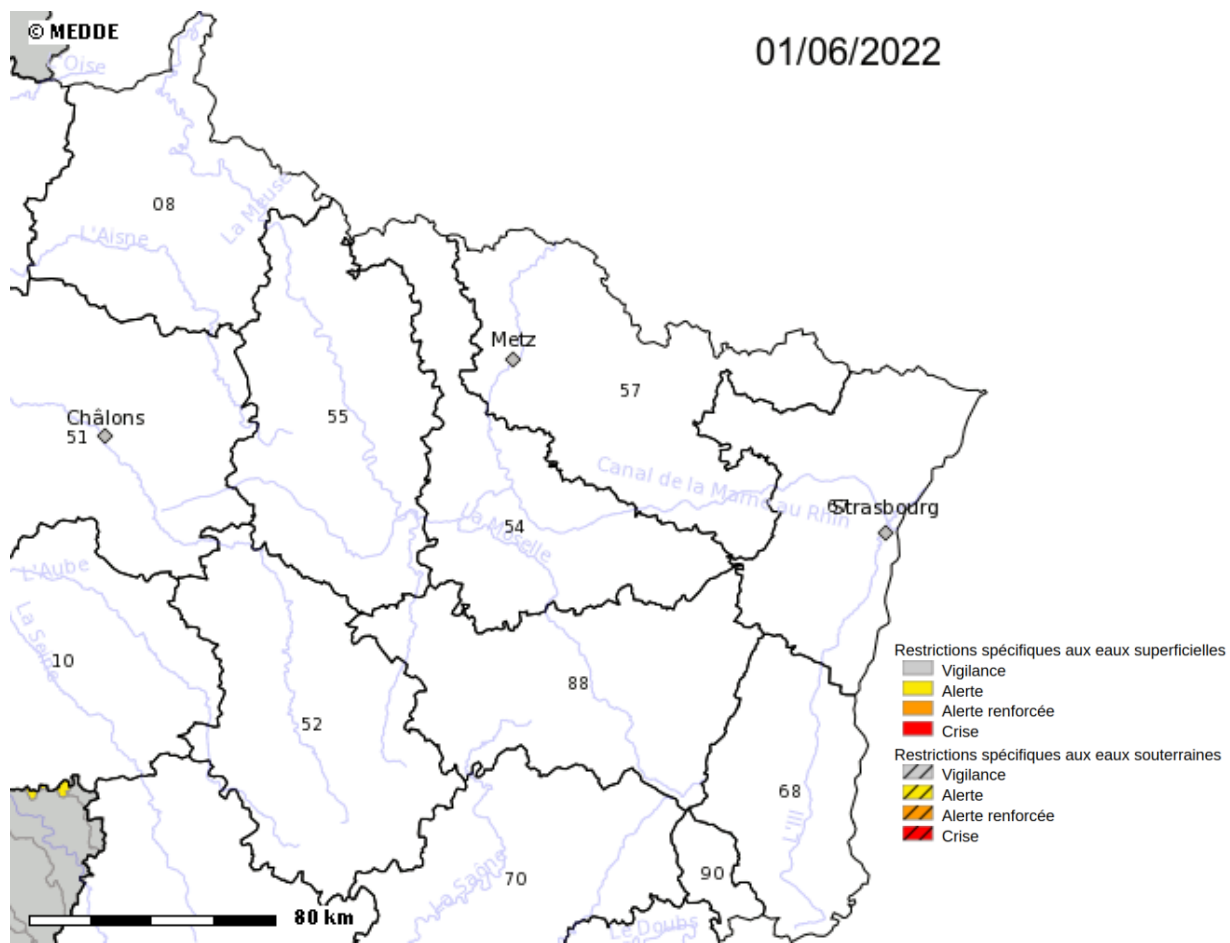 © MEDDE
01/06/2022
Oise
La Meuse
08
L'Aisne
Metz
57
Châlons
51
55
Canal de la Marne au Rhin
Strasbourg
La Moselle
54
L'Aube
La Seine
10
88
52
68
Ill.1
La Saône
70
90
Le Doubs
80 km
Restrictions spécifiques aux eaux superficielles
Vigilance
Alerte
Alerte renforcée
Crise
Restrictions spécifiques aux eaux souterraines
Vigilance
Alerte
Alerte renforcée
Crise